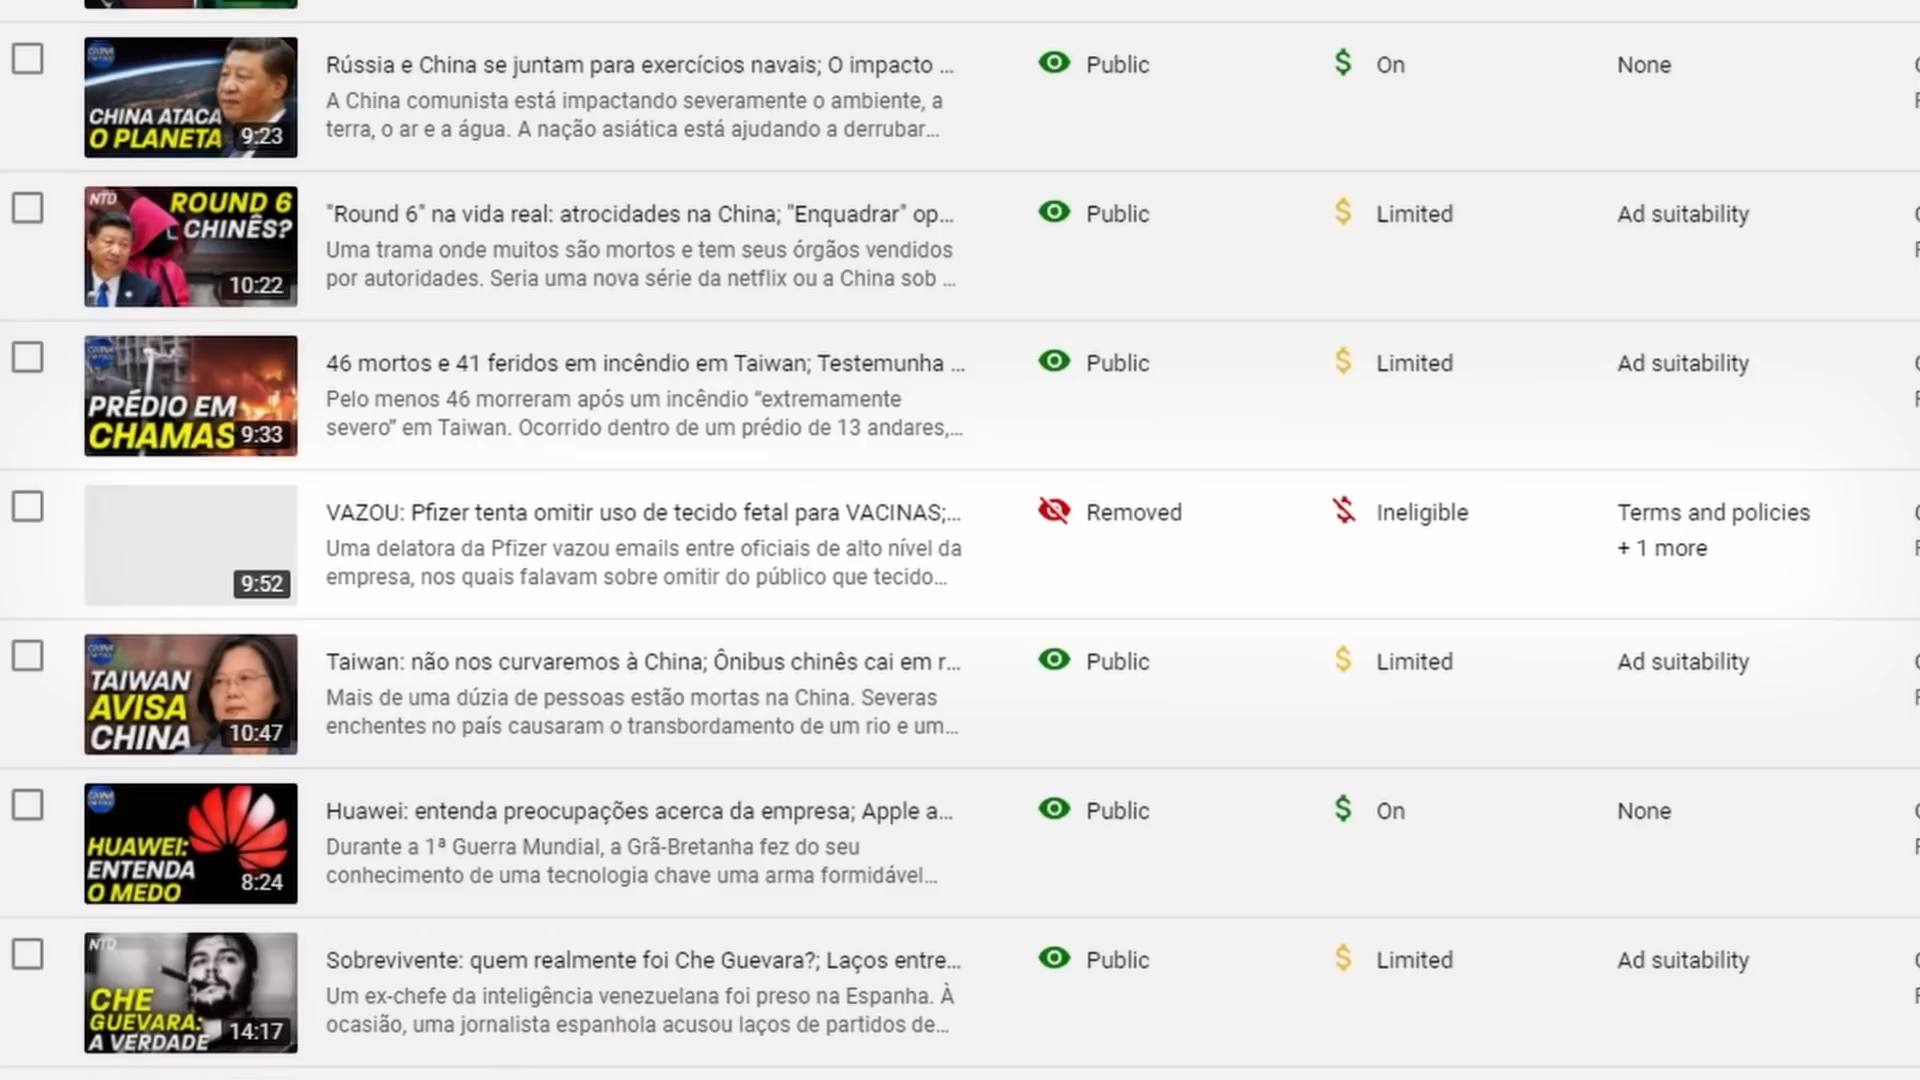 CHINA ATACA
O PLANETA
9:23
Rússia e China se juntam para exercícios navais; O impacto ...
A China comunista está impactando severamente o ambiente, a
terra, o ar e a água. A nação asiática está ajudando a derrubar...
Public
On
None
NTD
ROUND 6
CHINÊS?
10:22
"Round 6" na vida real: atrocidades na China; "Enquadrar" op...
Uma trama onde muitos são mortos e tem seus órgãos vendidos
por autoridades. Seria uma nova série da netflix ou a China sob ...
Public
Limited
Ad suitability
PRÉDIO EM
CHAMAS
9:33
46 mortos e 41 feridos em incêndio em Taiwan; Testemunha ...
Pelo menos 46 morreram após um incêndio "extremamente
severo" em Taiwan. Ocorrido dentro de um prédio de 13 andares,...
Public
Limited
Ad suitability
9:52
VAZOU: Pfizer tenta omitir uso de tecido fetal para VACINAS;...
Uma delatora da Pfizer vazou emails entre oficiais de alto nível da
empresa, nos quais falavam sobre omitir do público que tecido...
Removed
Ineligible
Terms and policies
+ 1 more
TAIWAN
AVISA
CHINA
10:47
Taiwan: não nos curvaremos à China; Ônibus chinês cai em r...
Mais de uma dúzia de pessoas estão mortas na China. Severas
enchentes no país causaram o transbordamento de um rio e um...
Public
Limited
Ad suitability
HUAWEI:
ENTENDA
O MEDO
8:24
Huawei: entenda preocupações acerca da empresa; Apple a...
Durante a 1ª Guerra Mundial, a Grã-Bretanha fez do seu
conhecimento de uma tecnologia chave uma arma formidável...
Public
On
None
NTD
CHE
GUEVARA:
A VERDADE
14:17
Sobrevivente: quem realmente foi Che Guevara?; Laços entre...
Um ex-chefe da inteligência venezuelana foi preso na Espanha. À
ocasião, uma jornalista espanhola acusou laços de partidos de...
Public
Limited
Ad suitability